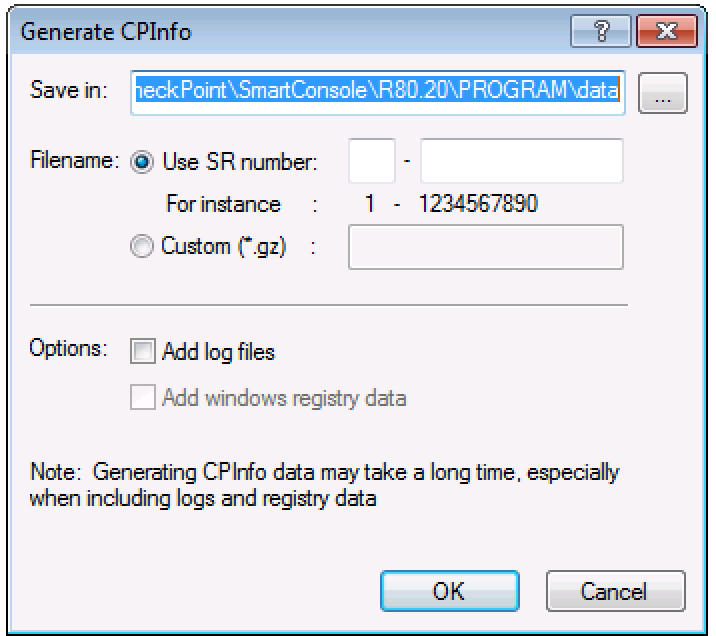 Generate CPInfo
Save in: heckPoint\SmartConsole\R80.20\PROGRAM\data ...
Filename: Use SR number: -
For instance : 1 - 1234567890
Custom (*.gz) :
Options: Add log files
Add windows registry data
Note: Generating CPInfo data may take a long time, especially
when including logs and registry data
OK Cancel